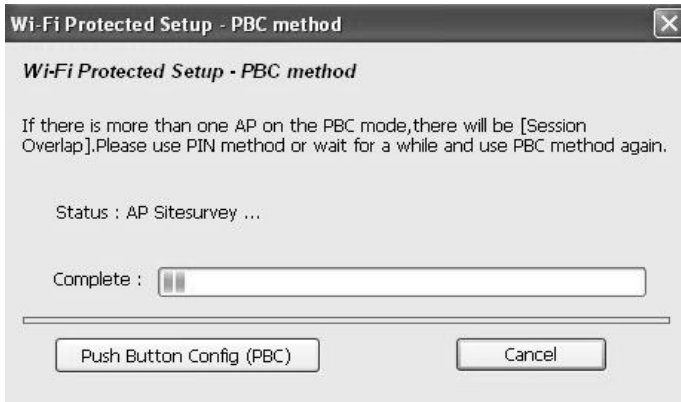 Wi-Fi Protected Setup - PBC method
Wi-Fi Protected Setup - PBC method
If there is more than one AP on the PBC mode,there will be [Session
Overlap].Please use PIN method or wait for a while and use PBC method again.
Status : AP Sitesurvey ...
Complete :
Push Button Config (PBC)
Cancel